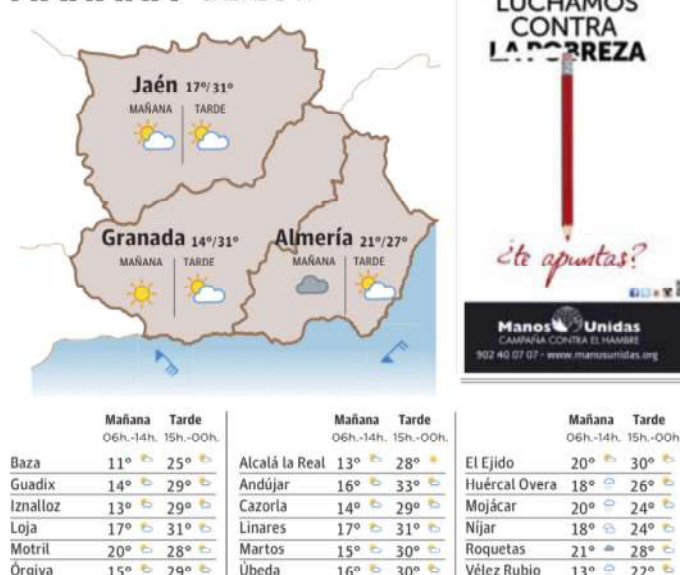 Jaén 17º/31º
MAÑANA TARDE
Granada 14º/31º
MAÑANA TARDE
Almería 21º/27º
MAÑANA TARDE
LUCHAMOS
CONTRA
LA POBREZA
¿te apuntas?
Manos Unidas
CAMPAÑA CONTRA EL HAMBRE
902 40 07 07 - www.manosunidas.org
Mañana Tarde
06h.-14h. 15h.-00h.
Baza 11º 25º
Guadix 14º 29º
Iznalloz 13º 29º
Loja 17º 31º
Motril 20º 28º
Órgiva 15º 29º
Mañana Tarde
06h.-14h. 15h.-00h.
Alcalá la Real 13º 28º
Andújar 16º 33º
Cazorla 14º 29º
Linares 17º 31º
Martos 15º 30º
Úbeda 16º 30º
Mañana Tarde
06h.-14h. 15h.-00h
El Ejido 20º 30º
Huércal Overa 18º 26º
Mojácar 20º 24º
Níjar 18º 24º
Roquetas 21º 28º
Vélez Rubio 13º 22º